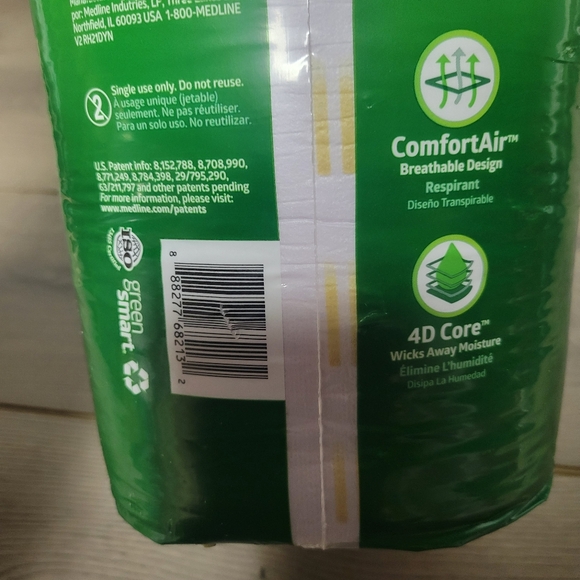 por: Medline Indutries, LP, Three
Northfield, IL 60093 USA 1-800-MEDLINE
V2 RH21DYN
Single use only. Do not reuse.
À usage unique (jetable)
seulement. Ne pas réutiliser.
Para un solo uso. No reutilizar.
2
U.S. Patent info: 8,152,788, 8,708,990,
8,771,249, 8,784,398, 29/795,290,
63/211,797 and other patents pending
For more information, please visit:
www.medline.com/patents
green
smart
8 88277 68213 2
ComfortAir™
Breathable Design
Respirant
Diseño Transpirable
4D Core™
Wicks Away Moisture
Élimine L'humidité
Disipa La Humedad